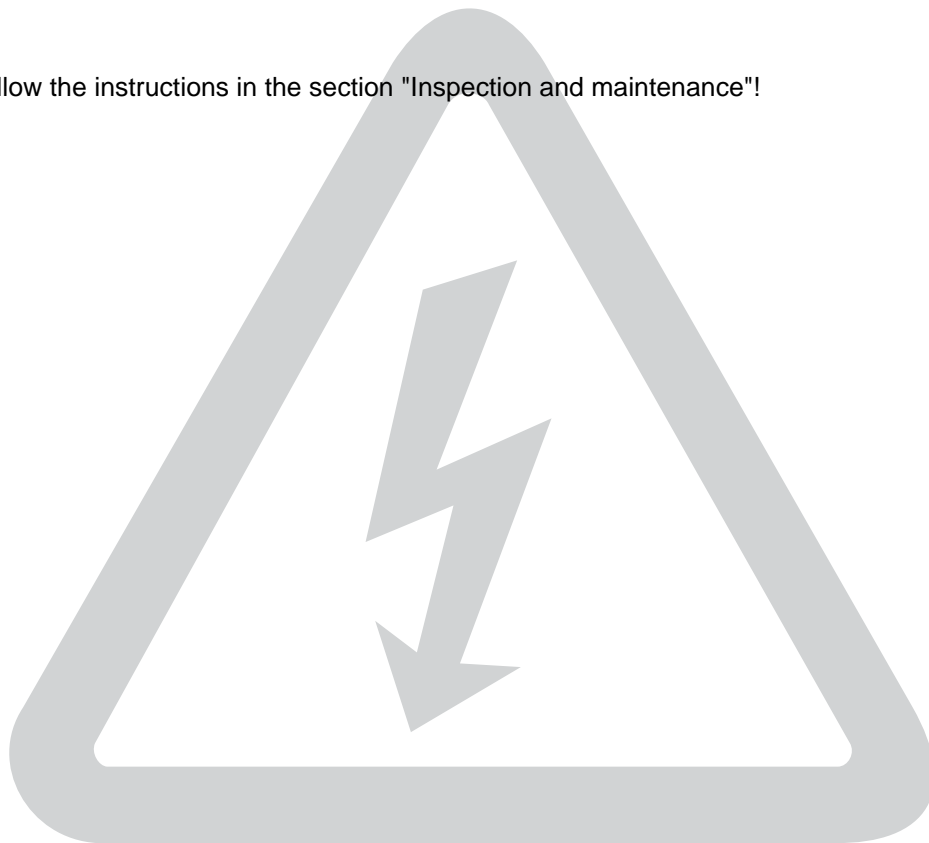 llow the instructions in the section "Inspection and maintenance"!